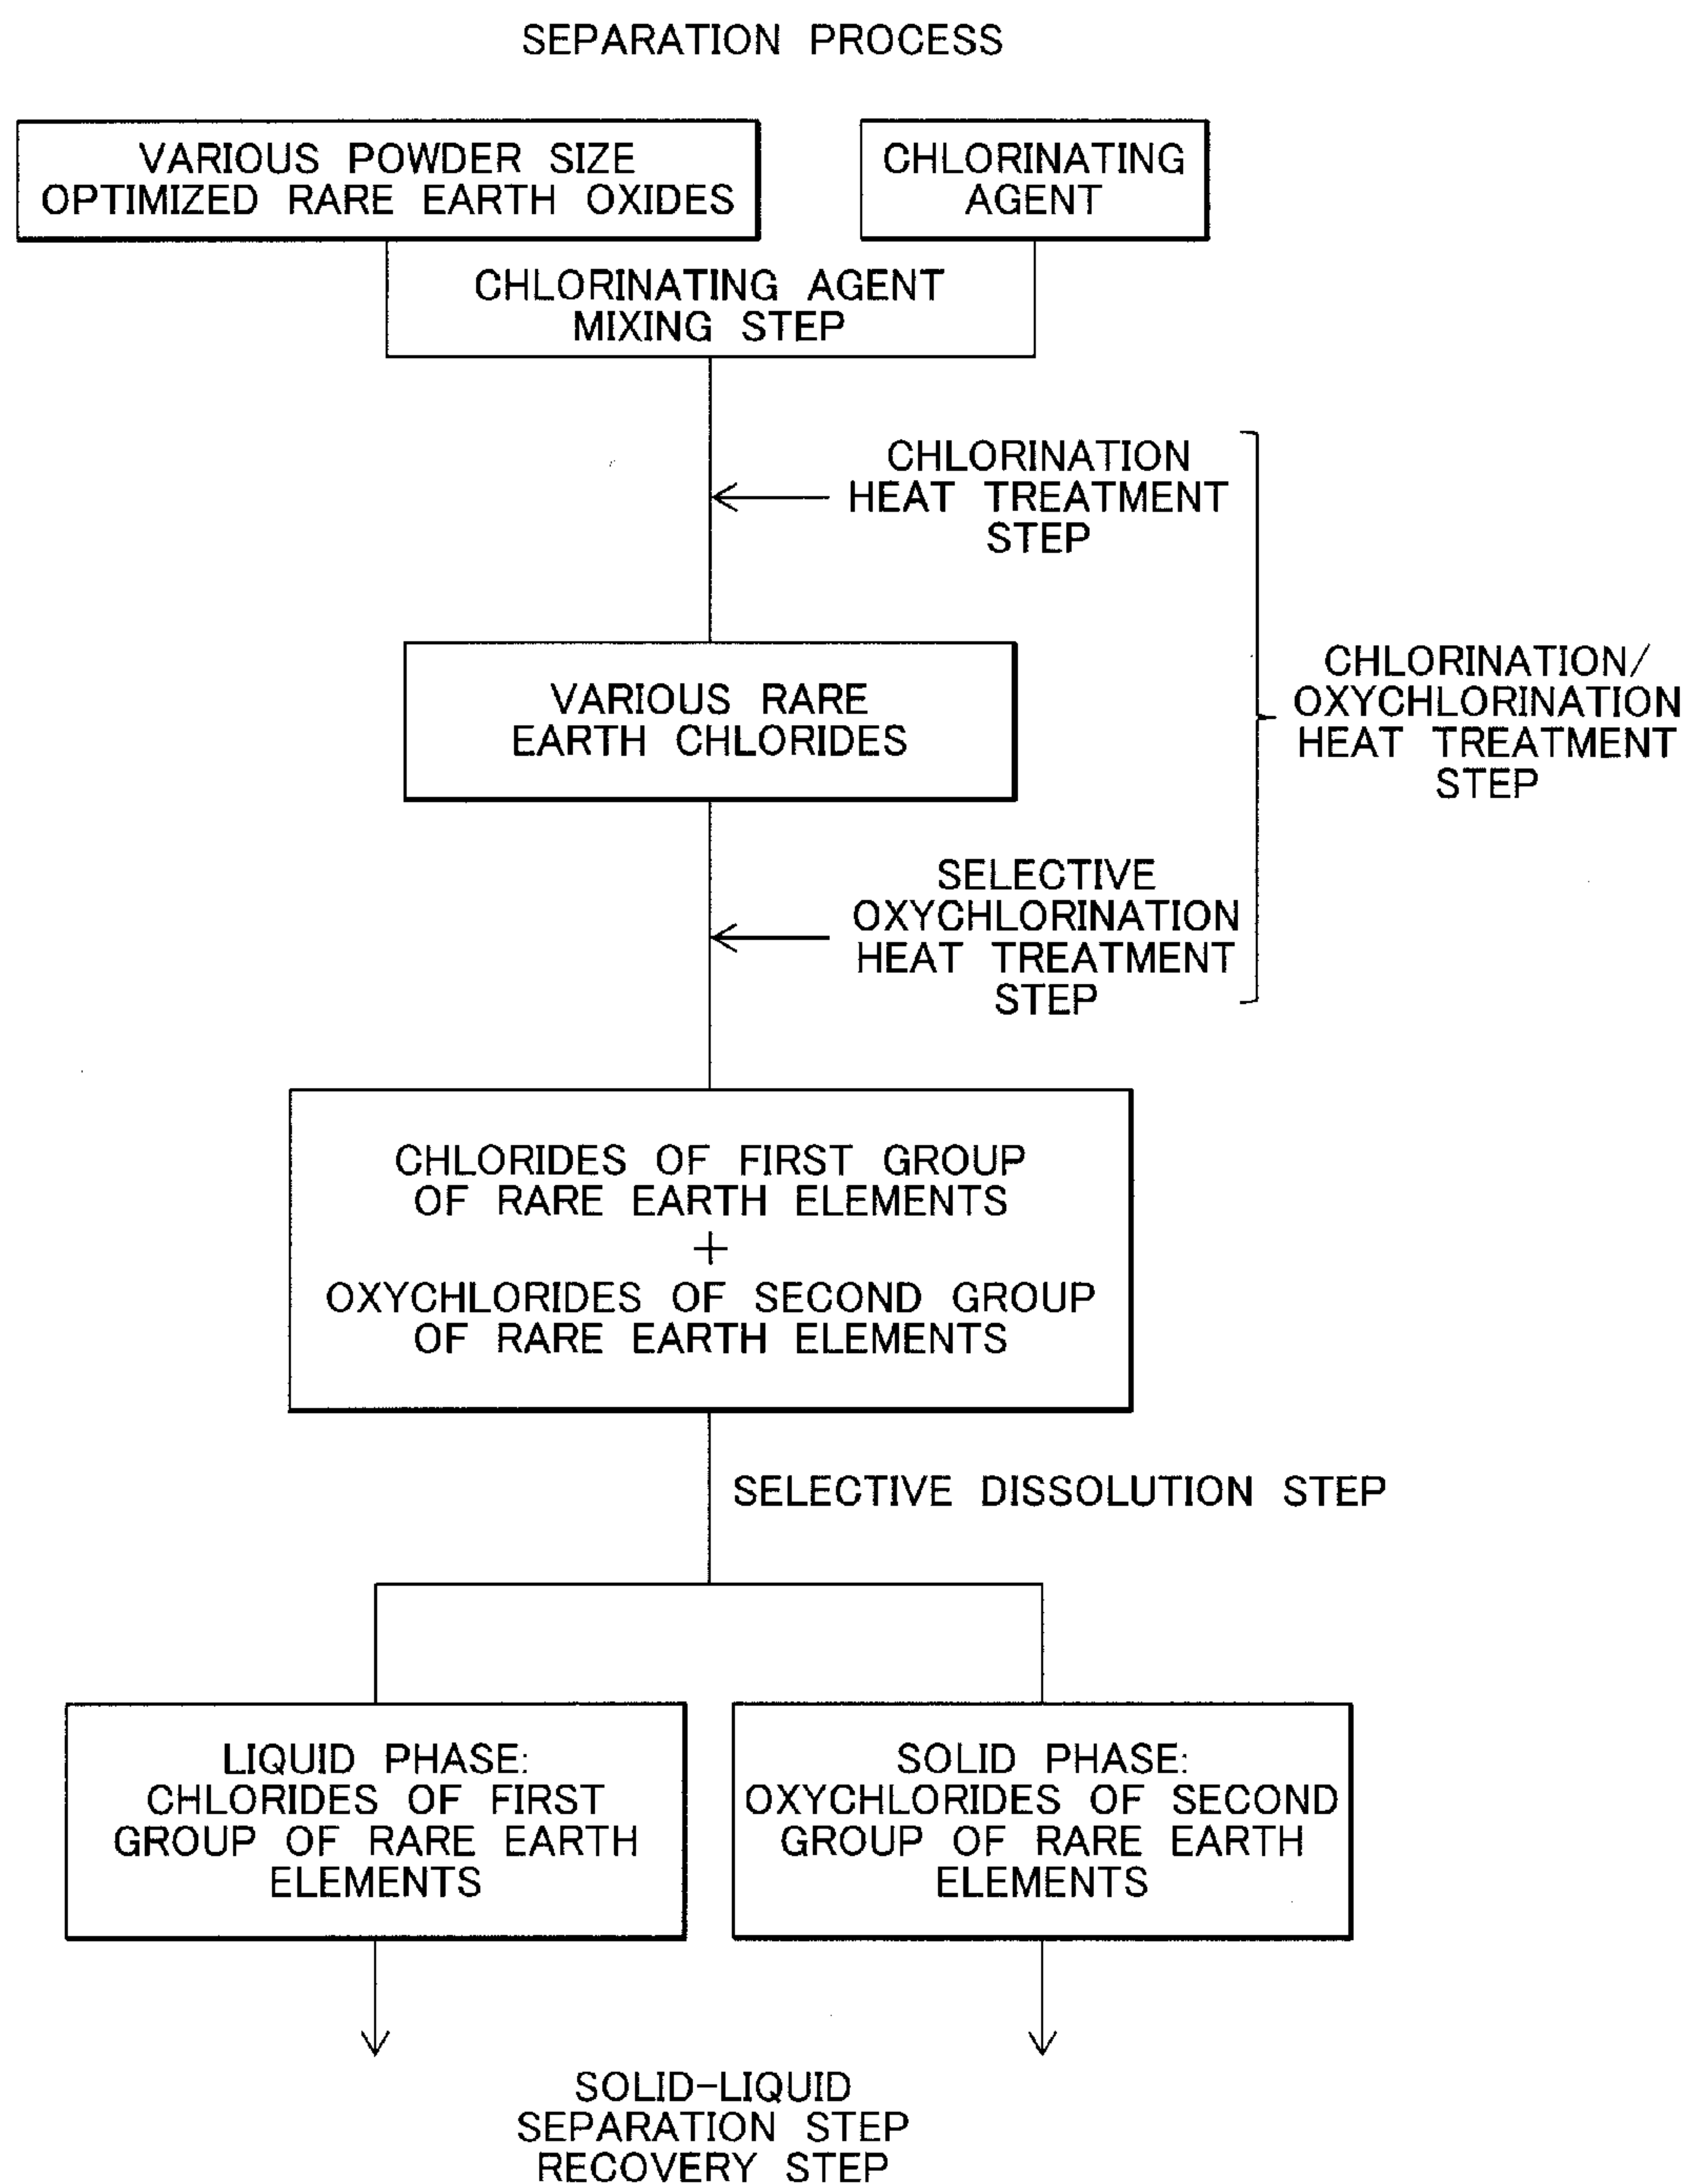 SEPARATION PROCESS
VARIOUS POWDER SIZE
OPTIMIZED RARE EARTH OXIDES
CHLORINATING
AGENT
CHLORINATING AGENT
MIXING STEP
CHLORINATION
HEAT TREATMENT
STEP
VARIOUS RARE
EARTH CHLORIDES
CHLORINATION/
OXYCHLORINATION
HEAT TREATMENT
STEP
SELECTIVE
OXYCHLORINATION
HEAT TREATMENT
STEP
CHLORIDES OF FIRST GROUP
OF RARE EARTH ELEMENTS
+
OXYCHLORIDES OF SECOND GROUP
OF RARE EARTH ELEMENTS
SELECTIVE DISSOLUTION STEP
LIQUID PHASE:
CHLORIDES OF FIRST
GROUP OF RARE EARTH
ELEMENTS
SOLID PHASE:
OXYCHLORIDES OF SECOND
GROUP OF RARE EARTH
ELEMENTS
SOLID-LIQUID
SEPARATION STEP
RECOVERY STEP